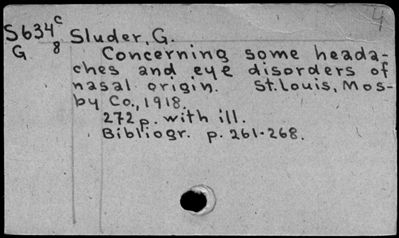 4
S634c Sluder, G.
G 8 Concerning some heada-
ches and eye disorders of
nasal origin. St. Louis, Mos-
by Co., 1918.
272 p. with ill.
Bibliogr. p. 261-268.